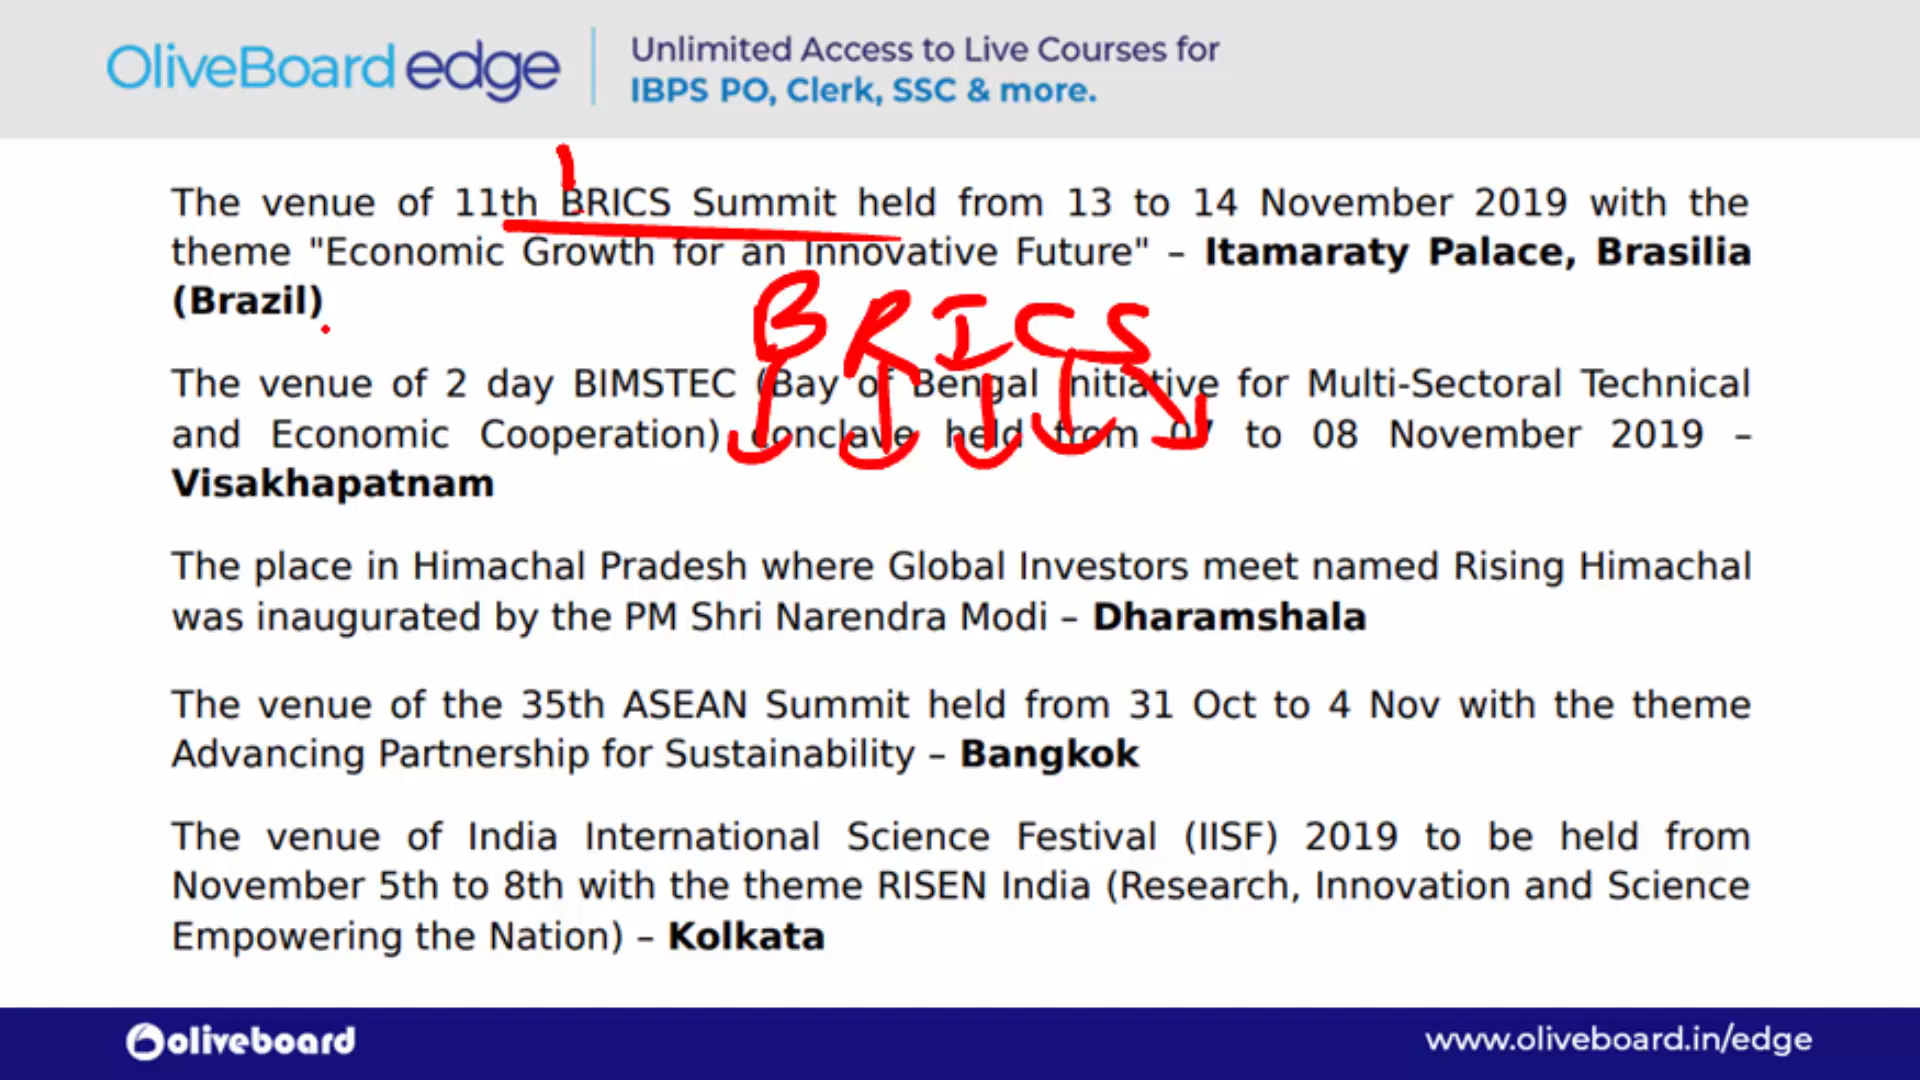 OliveBoard edge
Unlimited Access to Live Courses for
IBPS PO, Clerk, SSC & more.
The venue of 11th BRICS Summit held from 13 to 14 November 2019 with the
theme "Economic Growth for an Innovative Future" – Itamaraty Palace, Brasilia
(Brazil)
BRICS
The venue of 2 day BIMSTEC (Bay of Bengal Initiative for Multi-Sectoral Technical
and Economic Cooperation) conclave held from 07 to 08 November 2019 –
Visakhapatnam
The place in Himachal Pradesh where Global Investors meet named Rising Himachal
was inaugurated by the PM Shri Narendra Modi – Dharamshala
The venue of the 35th ASEAN Summit held from 31 Oct to 4 Nov with the theme
Advancing Partnership for Sustainability – Bangkok
The venue of India International Science Festival (IISF) 2019 to be held from
November 5th to 8th with the theme RISEN India (Research, Innovation and Science
Empowering the Nation) – Kolkata
oliveboard
www.oliveboard.in/edge